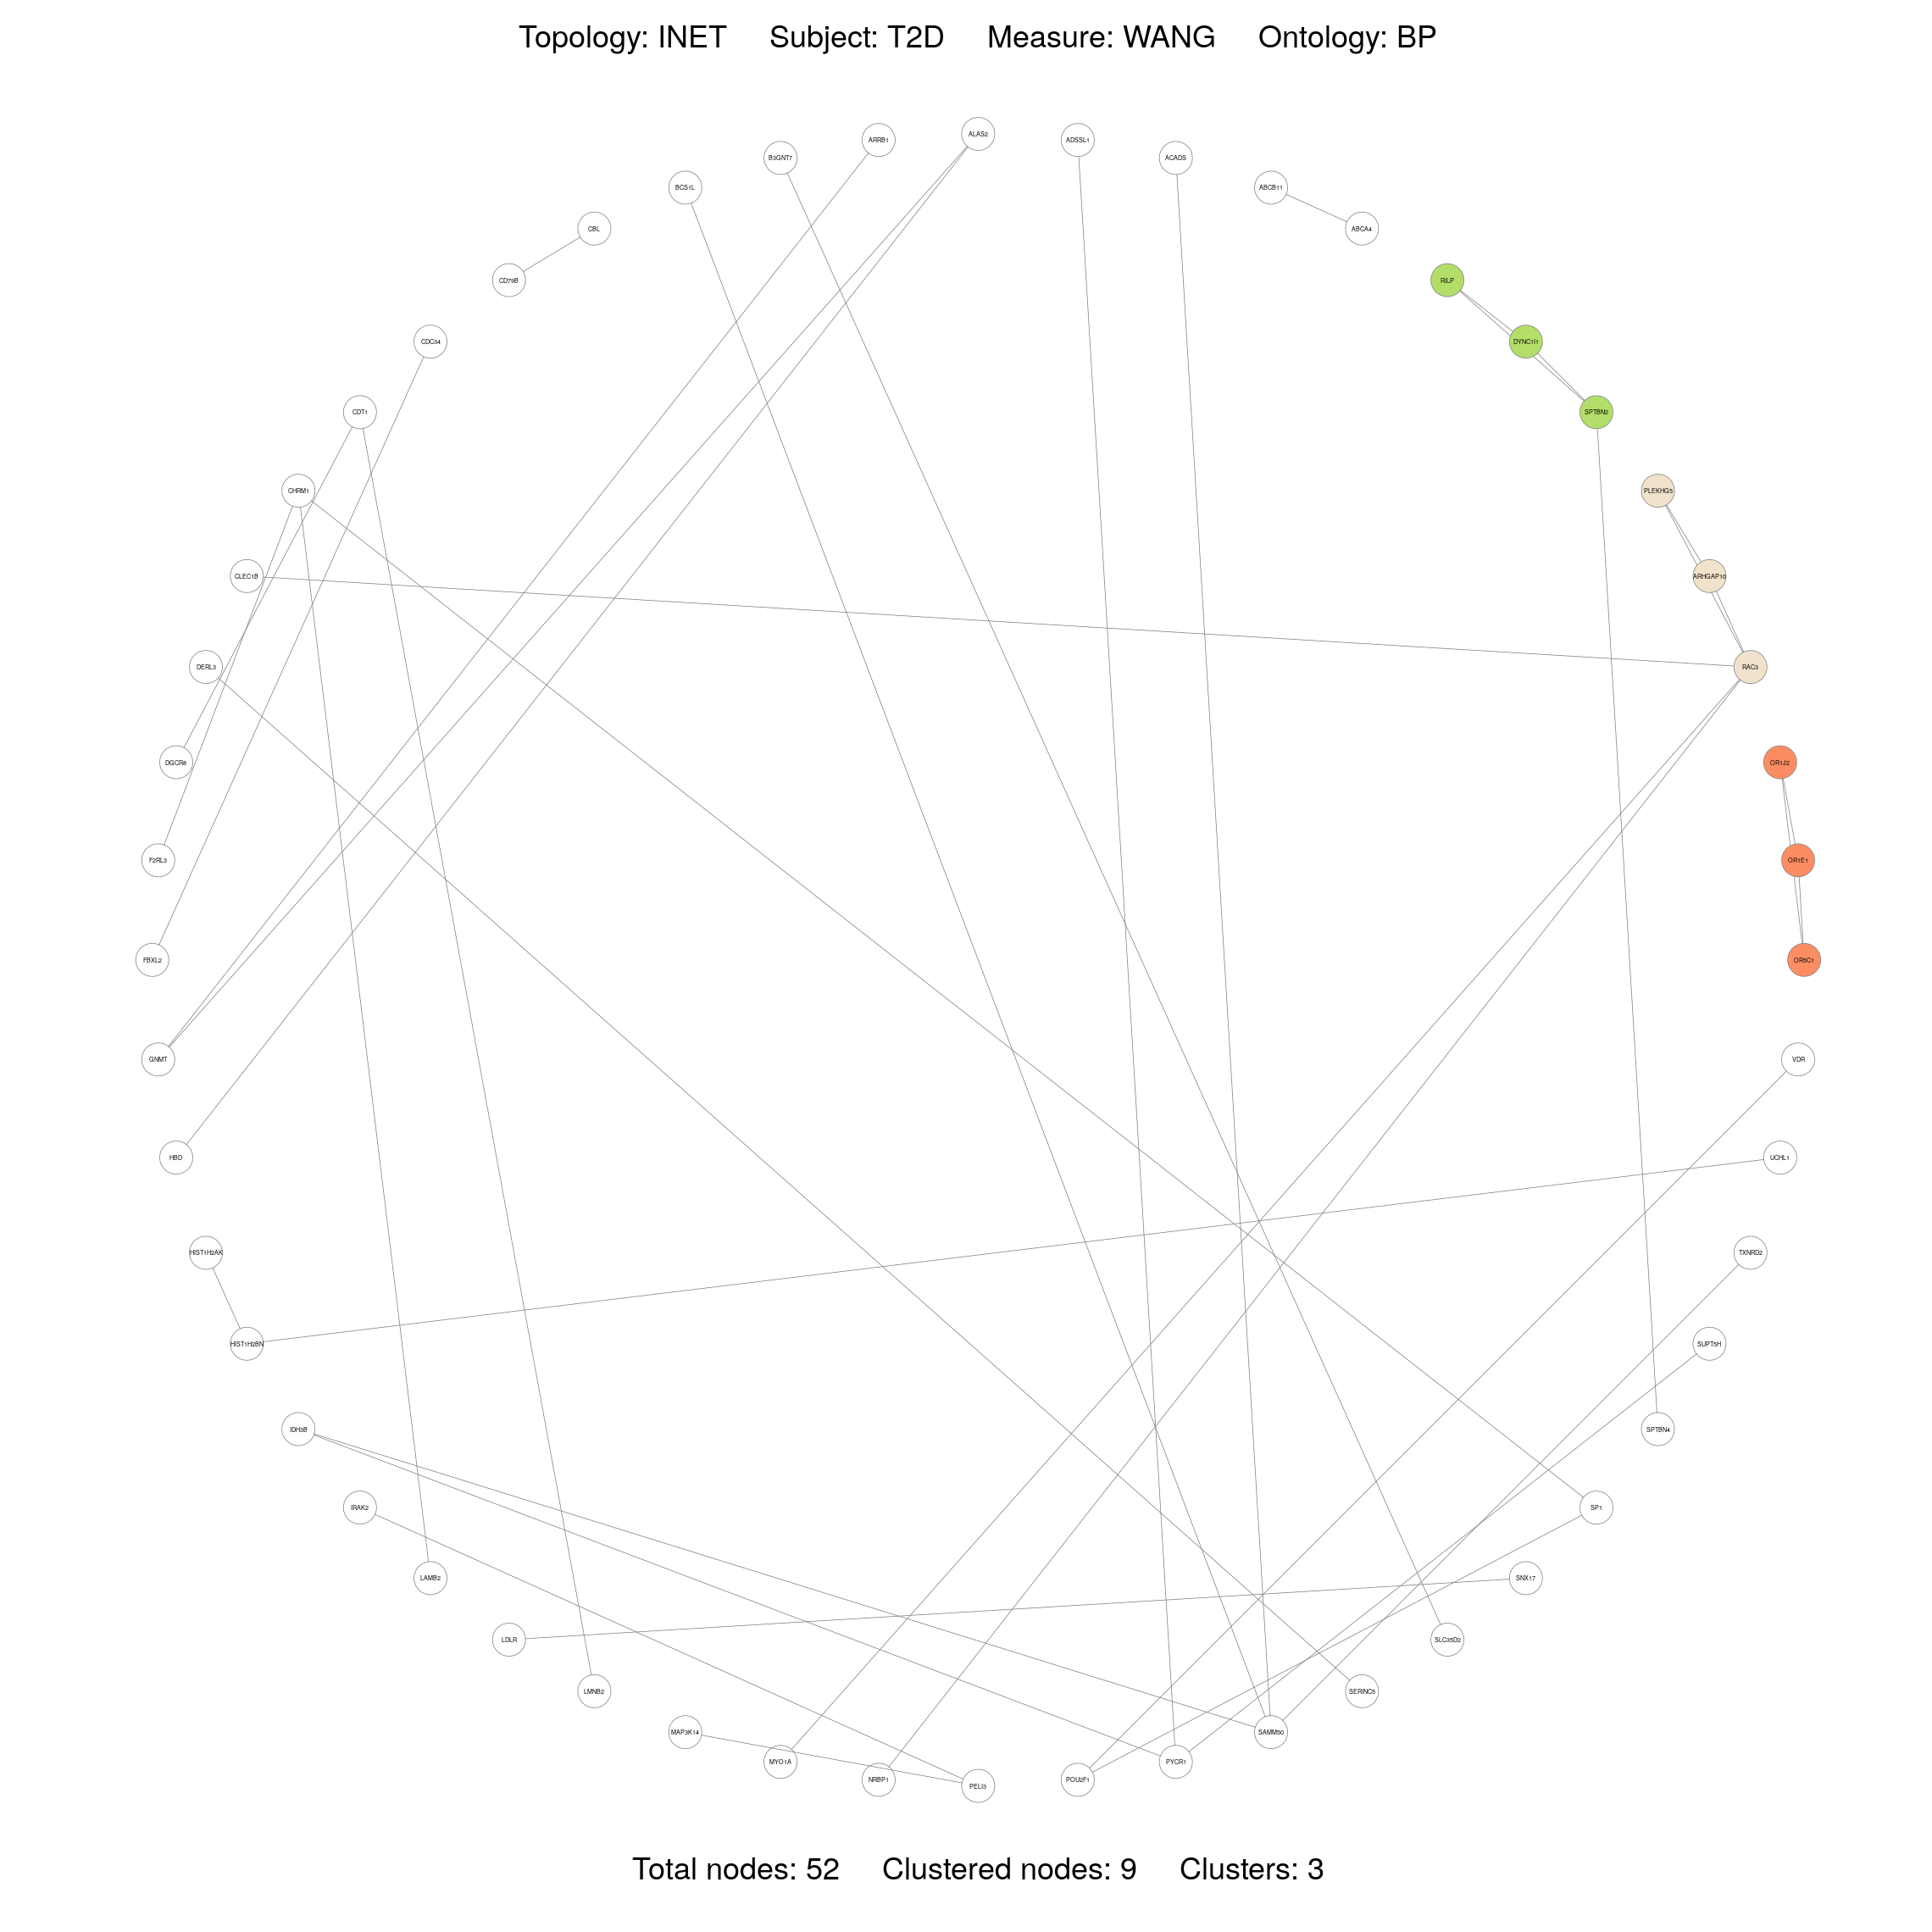 Topology: INET Subject: T2D Measure: WANG Ontology: BP
ALAS2
ARRB1
ADSSL1
B3GNT7
ACADS
BCS1L
ABCB11
CBL
ABCA4
CD79B
RILP
CDC34
DYNC1I1
CDT1
SPTBN2
CHRM1
PLEKHG5
CLEC1B
ARHGAP10
DERL3
RAC3
DGCR8
OR1J2
F2RL3
OR1E1
FBXL2
OR5C1
GNMT
VDR
HBD
UCHL1
HIST1H2AK
TXNRD2
HIST1H2BN
SUPT5H
IDH3B
SPTBN4
IRAK2
SP1
LAMB2
SNX17
LDLR
SLC35D2
LMNB2
SERINC5
MAP3K14
SAMM50
MYO1A
PYCR1
NRBP1
POU2F1
PELI3
Total nodes: 52 Clustered nodes: 9 Clusters: 3